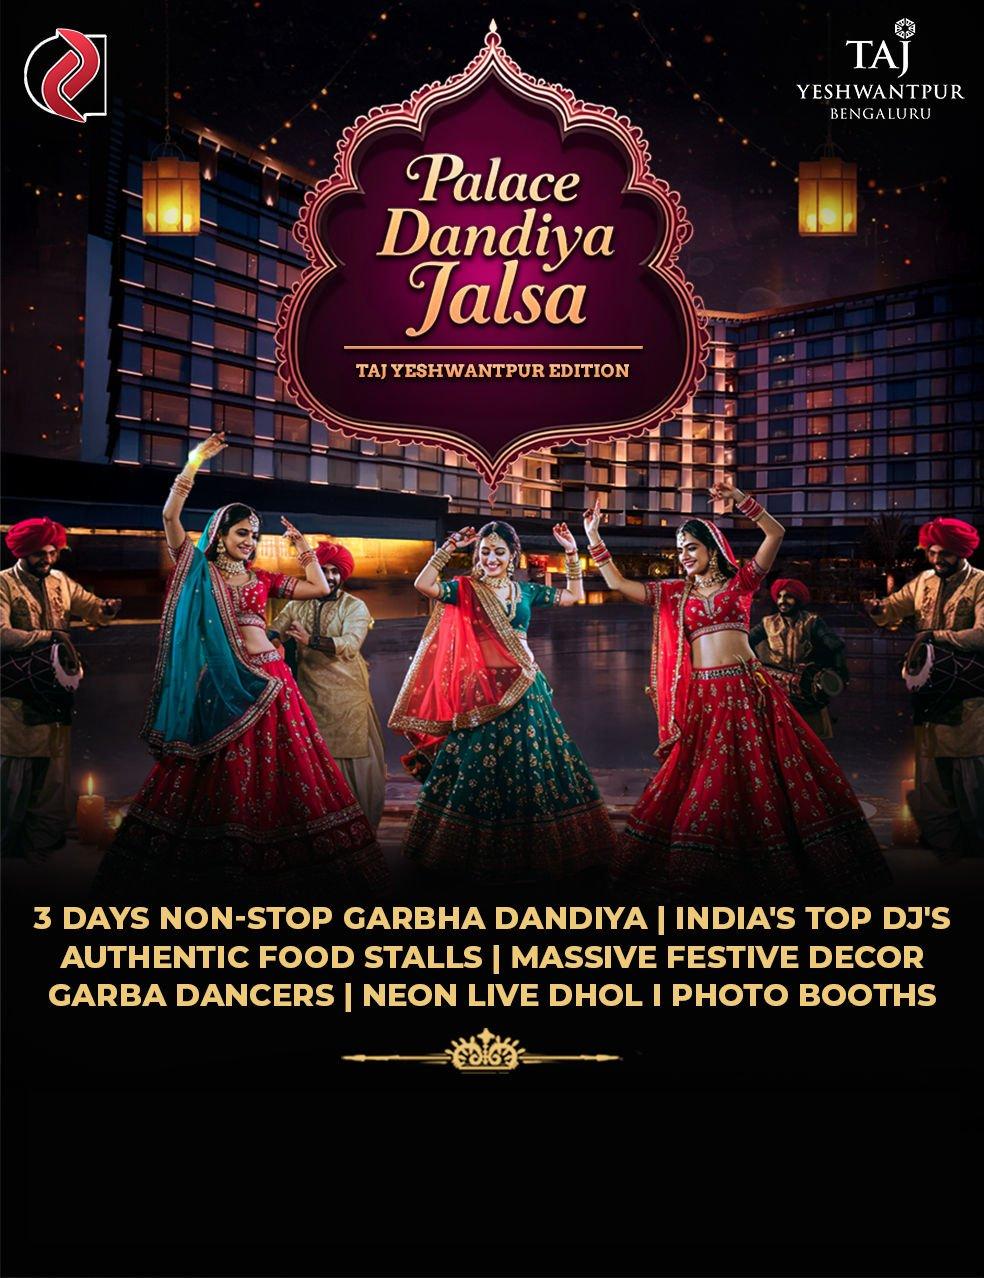 TAJ
YESHWANTPUR
BENGALURU
Palace
Dandiya
Jalsa
TAJ YESHWANTPUR EDITION
3 DAYS NON-STOP GARBHA DANDIYA | INDIA'S TOP DJ'S
AUTHENTIC FOOD STALLS | MASSIVE FESTIVE DECOR
GARBA DANCERS | NEON LIVE DHOL I PHOTO BOOTHS